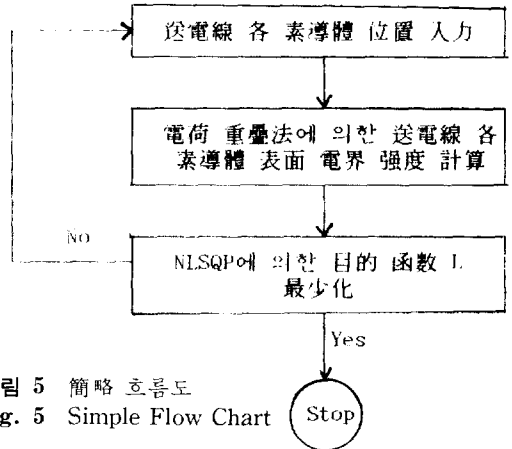 送電線 各 素導體 位置 入力
電荷 重疊法에 의한 送電線 各
素導體 表面 電界 强度 計算
No
NLSQP에 의한 目的 函數 L
最少化
Yes
림 5 簡略 흐름도
g. 5 Simple Flow Chart
Stop